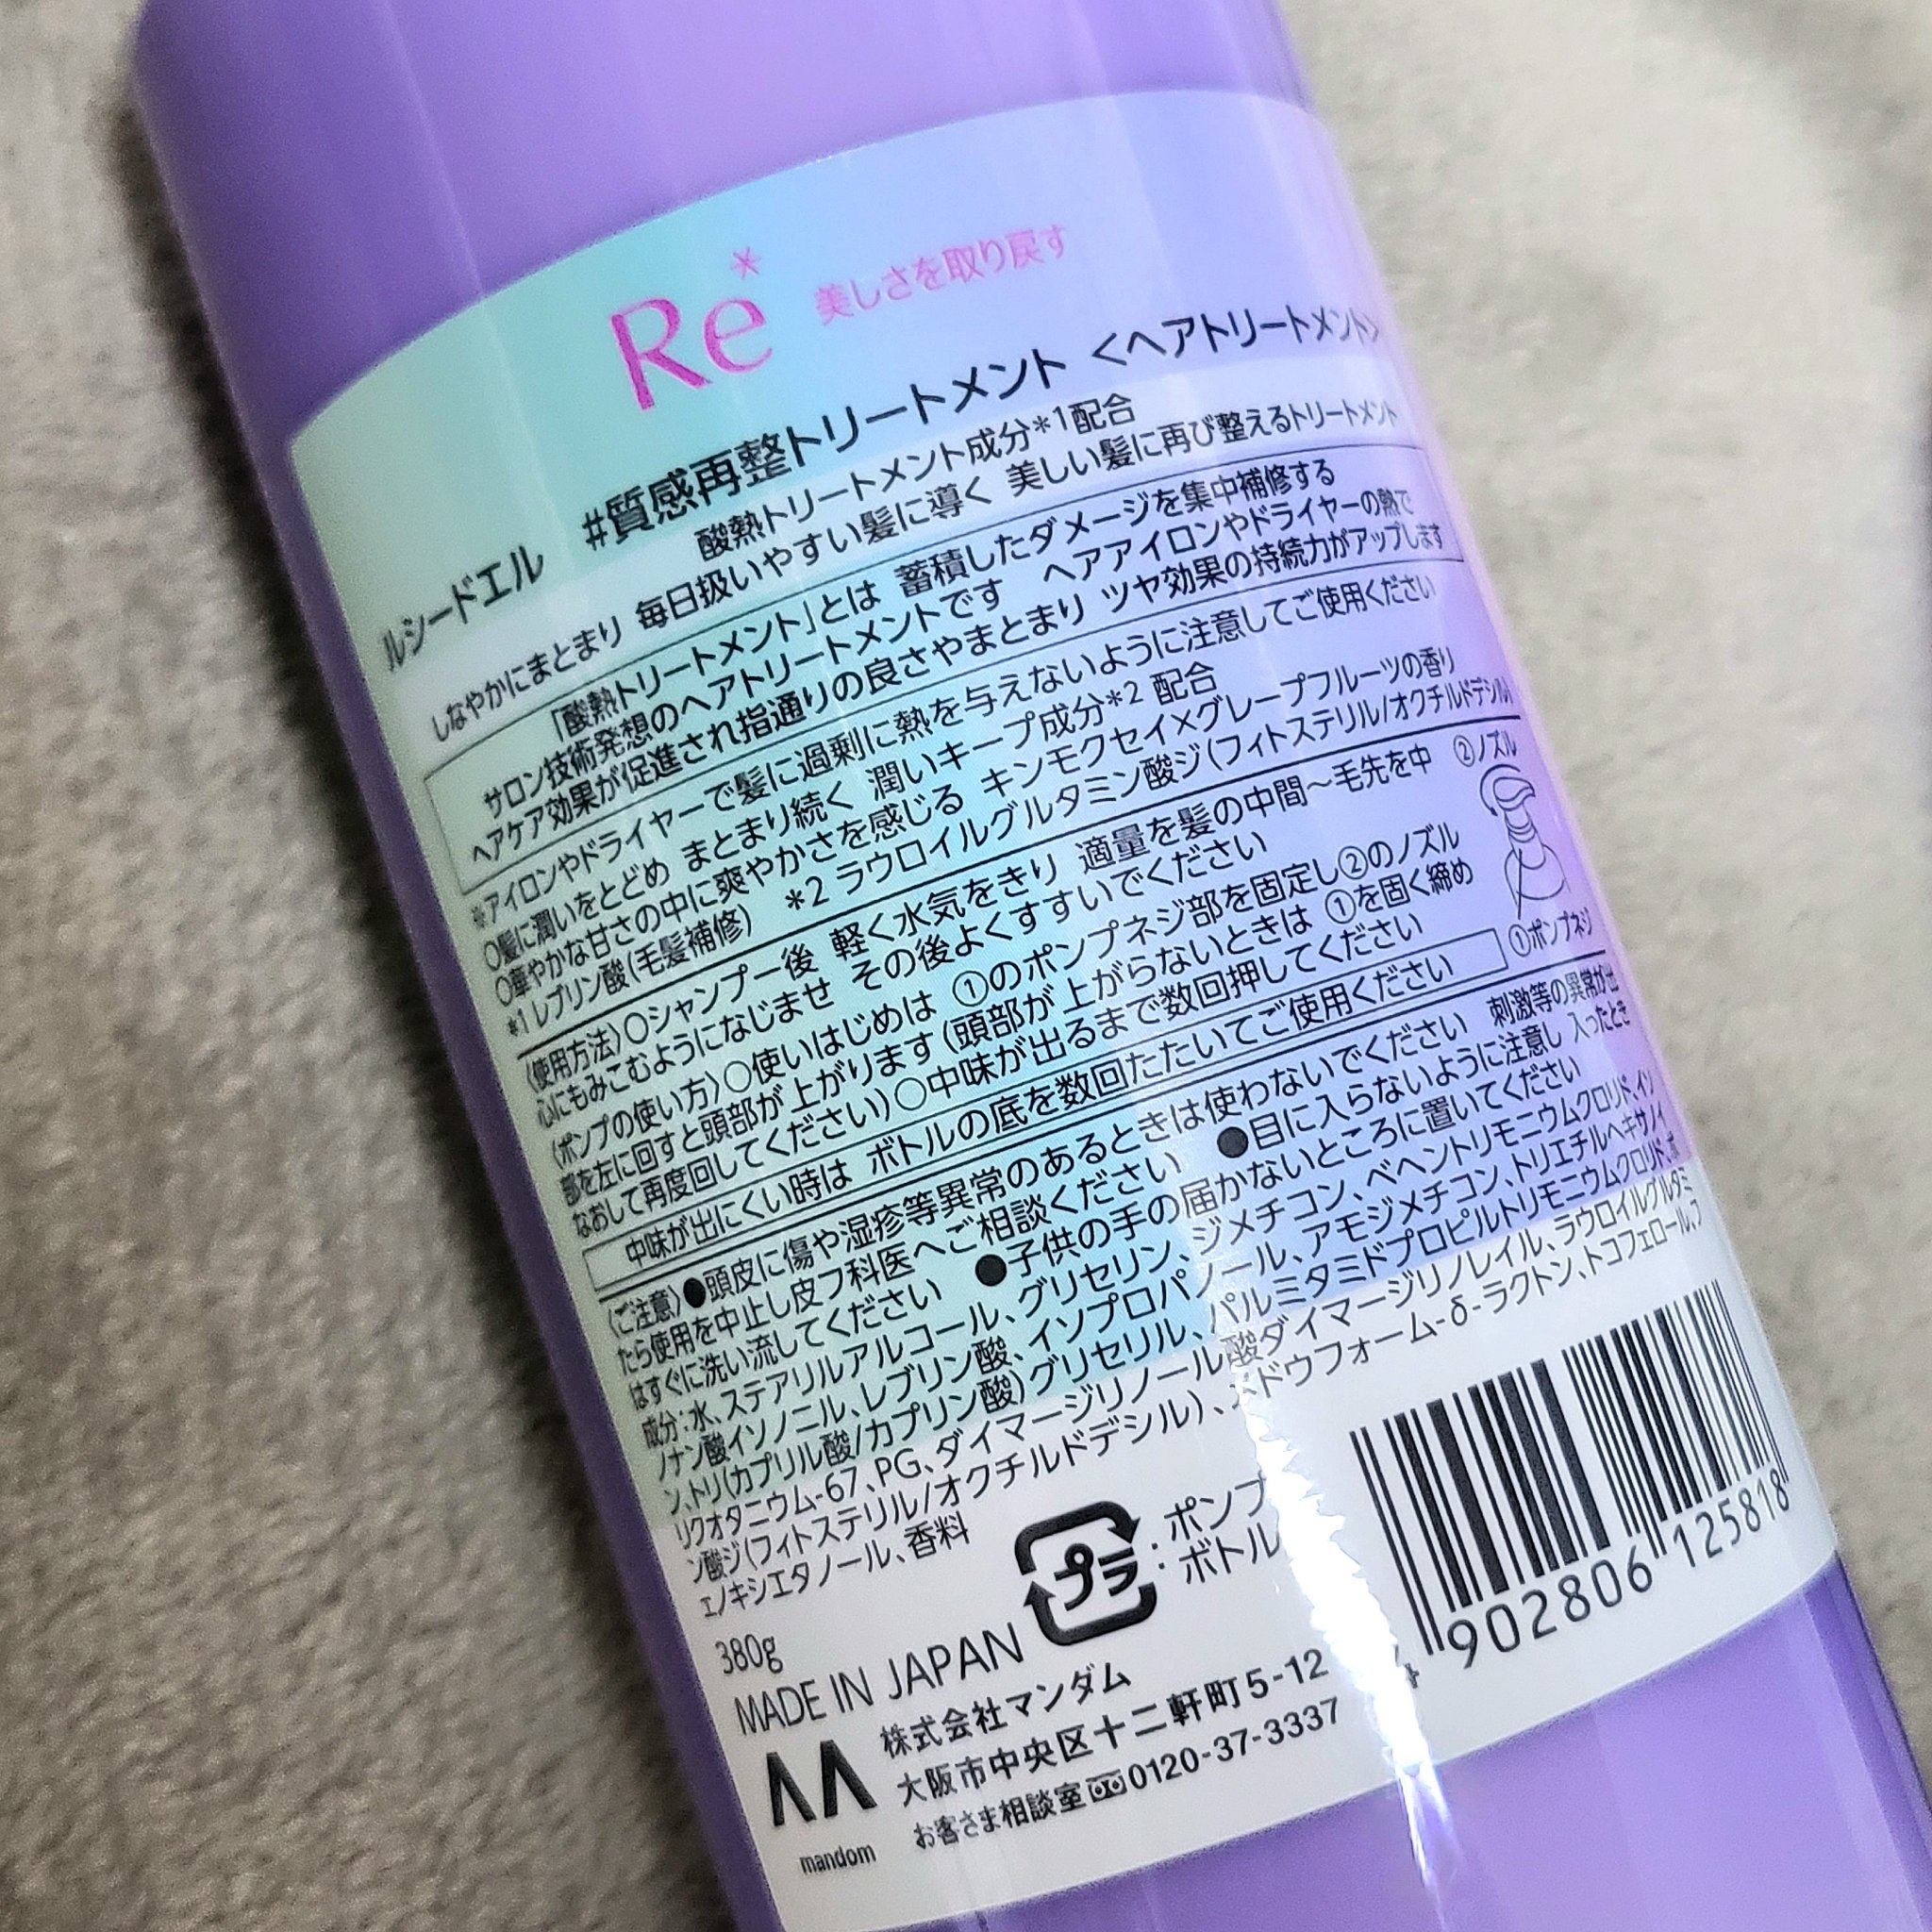 Re* 美しさを取り戻す
ルシードエル #質感再整トリートメント <ヘアトリートメント>
酸熱トリートメント成分*1配合
しなやかにまとまり 毎日扱いやすい髪に導く 美しい髪に再び整えるトリートメント
「酸熱トリートメント」とは 蓄積したダメージを集中補修する
サロン技術発想のヘアトリートメントです ヘアアイロンやドライヤーの熱で
ヘアケア効果が促進され指通りの良さやまとまり ツヤ効果の持続力がアップします
※アイロンやドライヤーで髪に過剰に熱を与えないように注意してご使用ください
○髪に潤いをとどめ まとまり続く 潤いキープ成分*2 配合
○華やかな甘さの中に爽やかさを感じる キンモクセイ×グレープフルーツの香り
*1 レブリン酸(毛髪補修) *2 ラウロイルグルタミン酸ジ(フィトステリル/オクチルドデシル)
〈使用方法〉○シャンプー後 軽く水気をきり 適量を髪の中間～毛先を中
心にもみこむようになじませ その後よくすすいでください
〈ポンプの使い方〉○使いはじめは ①のポンプネジ部を固定し②のノズル
部を左に回すと頭部が上がります(頭部が上がらないときは ①を固く締め
なおして再度回してください)○中味が出るまで数回押してください
②ノズル
①ポンプネジ
中味が出にくい時は ボトルの底を数回たたいてご使用ください
〈ご注意〉●頭皮に傷や湿疹等異常のあるときは使わないでください 刺激等の異常が出
たら使用を中止し皮フ科医へご相談ください ●目に入らないように注意し 入ったとき
はすぐに洗い流してください ●子供の手の届かないところに置いてください
成分:水、ステアリルアルコール、グリセリン、ジメチコン、ベヘントリモニウムクロリド、イソ
ノナン酸イソノニル、レブリン酸、イソプロパノール、アモジメチコン、トリエチルヘキサノイ
ン、トリ(カプリル酸/カプリン酸)グリセリル、パルミタミドプロピルトリモニウムクロリド、ポ
リクオタニウム-67、PG、ダイマージリノール酸ダイマージリノレイル、ラウロイルグルタミ
ン酸ジ(フィトステリル/オクチルドデシル)、メドウフォーム-δ-ラクトン、トコフェロール、フ
ェノキシエタノール、香料
プラ :ポンプ
ボトル
380g
MADE IN JAPAN
株式会社マンダム
大阪市中央区十二軒町5-12
お客さま相談室 0120-37-3337
mandom
4 902806 125818